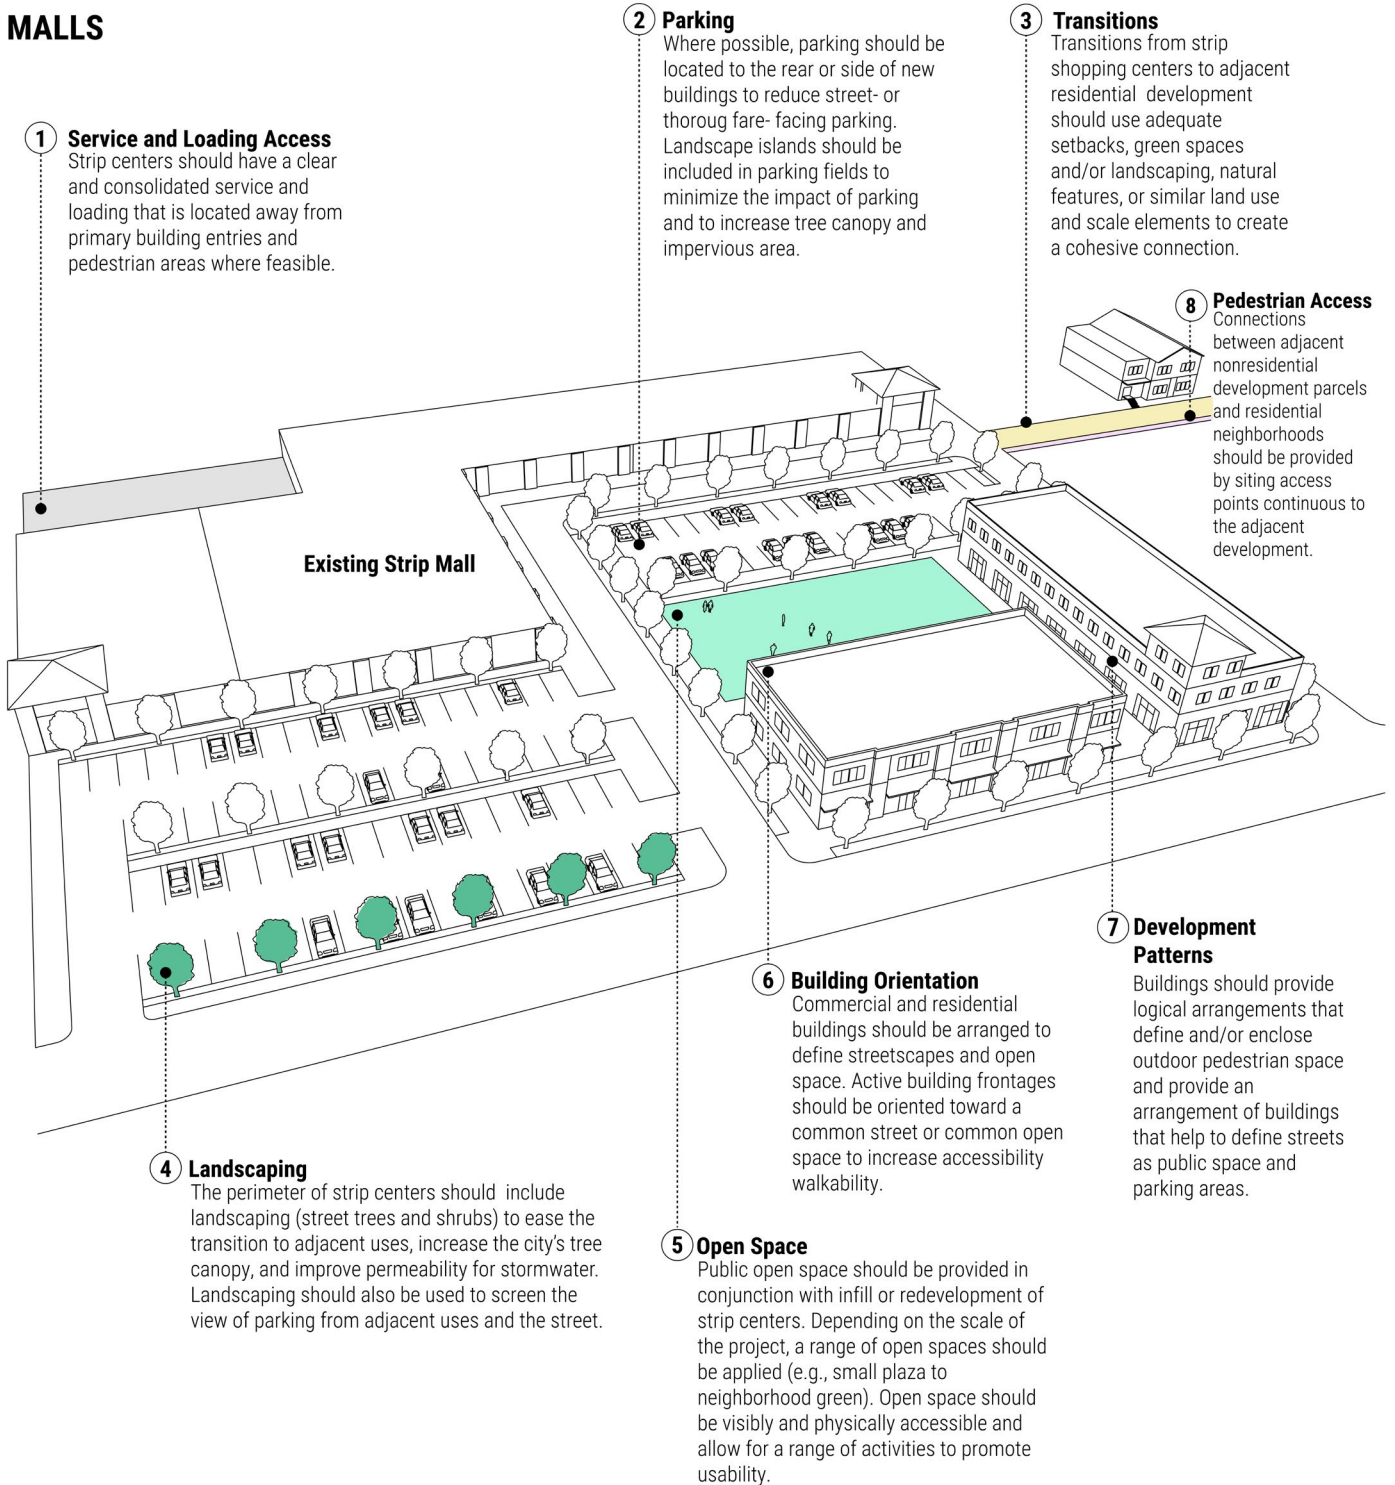 MALLS
1 Service and Loading Access
Strip centers should have a clear
and consolidated service and
loading that is located away from
primary building entries and
pedestrian areas where feasible.
2 Parking
Where possible, parking should be
located to the rear or side of new
buildings to reduce street- or
thoroug fare- facing parking.
Landscape islands should be
included in parking fields to
minimize the impact of parking
and to increase tree canopy and
impervious area.
3 Transitions
Transitions from strip
shopping centers to adjacent
residential development
should use adequate
setbacks, green spaces
and/or landscaping, natural
features, or similar land use
and scale elements to create
a cohesive connection.
8 Pedestrian Access
Connections
between adjacent
nonresidential
development parcels
and residential
neighborhoods
should be provided
by siting access
points continuous to
the adjacent
development.
Existing Strip Mall
4 Landscaping
The perimeter of strip centers should include
landscaping (street trees and shrubs) to ease the
transition to adjacent uses, increase the city's tree
canopy, and improve permeability for stormwater.
Landscaping should also be used to screen the
view of parking from adjacent uses and the street.
5 Open Space
Public open space should be provided in
conjunction with infill or redevelopment of
strip centers. Depending on the scale of
the project, a range of open spaces should
be applied (e.g., small plaza to
neighborhood green). Open space should
be visibly and physically accessible and
allow for a range of activities to promote
usability.
6 Building Orientation
Commercial and residential
buildings should be arranged to
define streetscapes and open
space. Active building frontages
should be oriented toward a
common street or common open
space to increase accessibility
walkability.
7 Development
Patterns
Buildings should provide
logical arrangements that
define and/or enclose
outdoor pedestrian space
and provide an
arrangement of buildings
that help to define streets
as public space and
parking areas.